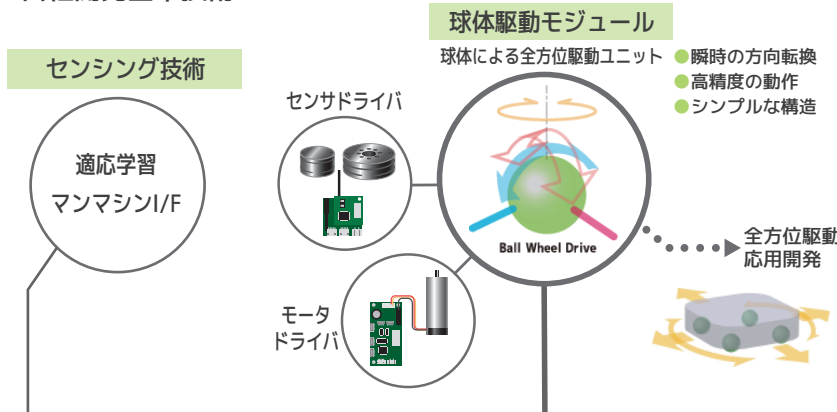 球体駆動モジュール
センシング技術
球体による全方位駆動ユニット
●瞬時の方向転換
●高精度の動作
●シンプルな構造
センサドライバ
適応学習
マンマシンI/F
Ball Wheel Drive
全方位駆動
応用開発
モータ
ドライバ